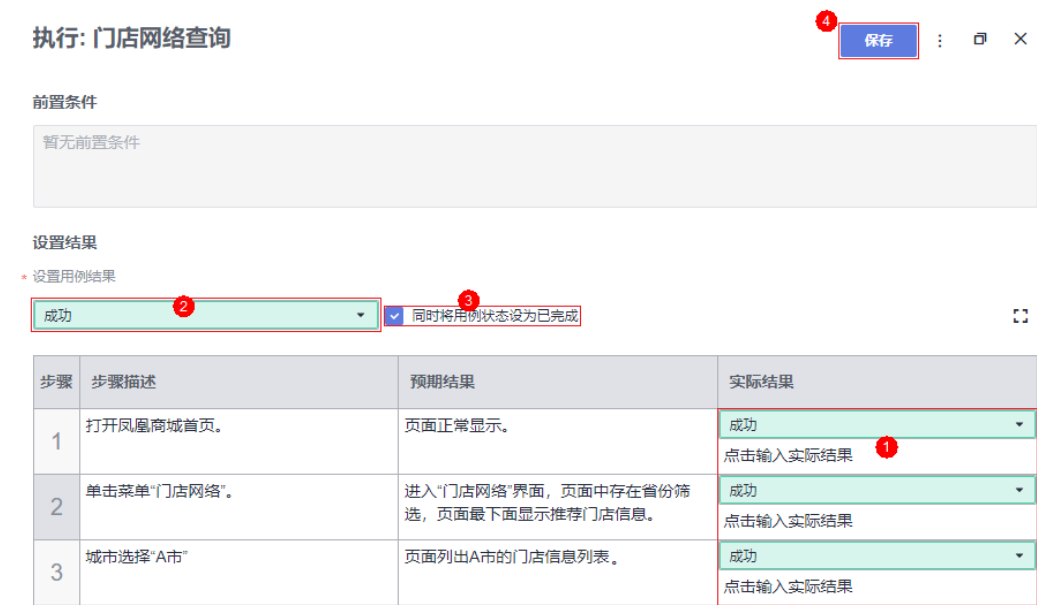 执行: 门店网络查询
4
保存
前置条件
暂无前置条件
设置结果
* 设置用例结果
成功
2
3
同时将用例状态设为已完成
步骤 步骤描述 预期结果 实际结果
1 打开凤凰商城首页。 页面正常显示。 成功
1
点击输入实际结果
2 单击菜单“门店网络”。 进入“门店网络”界面，页面中存在省份筛 成功
选，页面最下面显示推荐门店信息。 点击输入实际结果
3 城市选择“A市” 页面列出A市的门店信息列表。 成功
点击输入实际结果